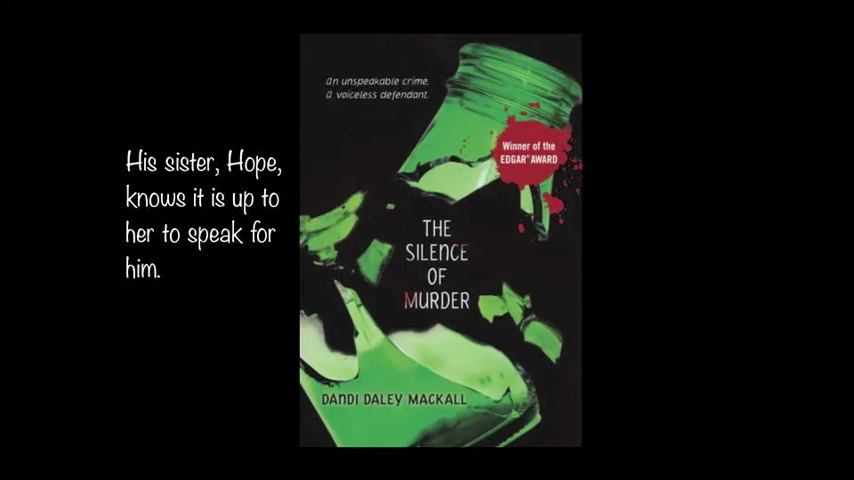 His sister, Hope,
knows it is up to
her to speak for
him.
An unspeakable crime.
A voiceless defendant.
Winner of the
EDGAR® AWARD
THE
SILENCE
OF
MURDER
DANDI DALEY MACKALL